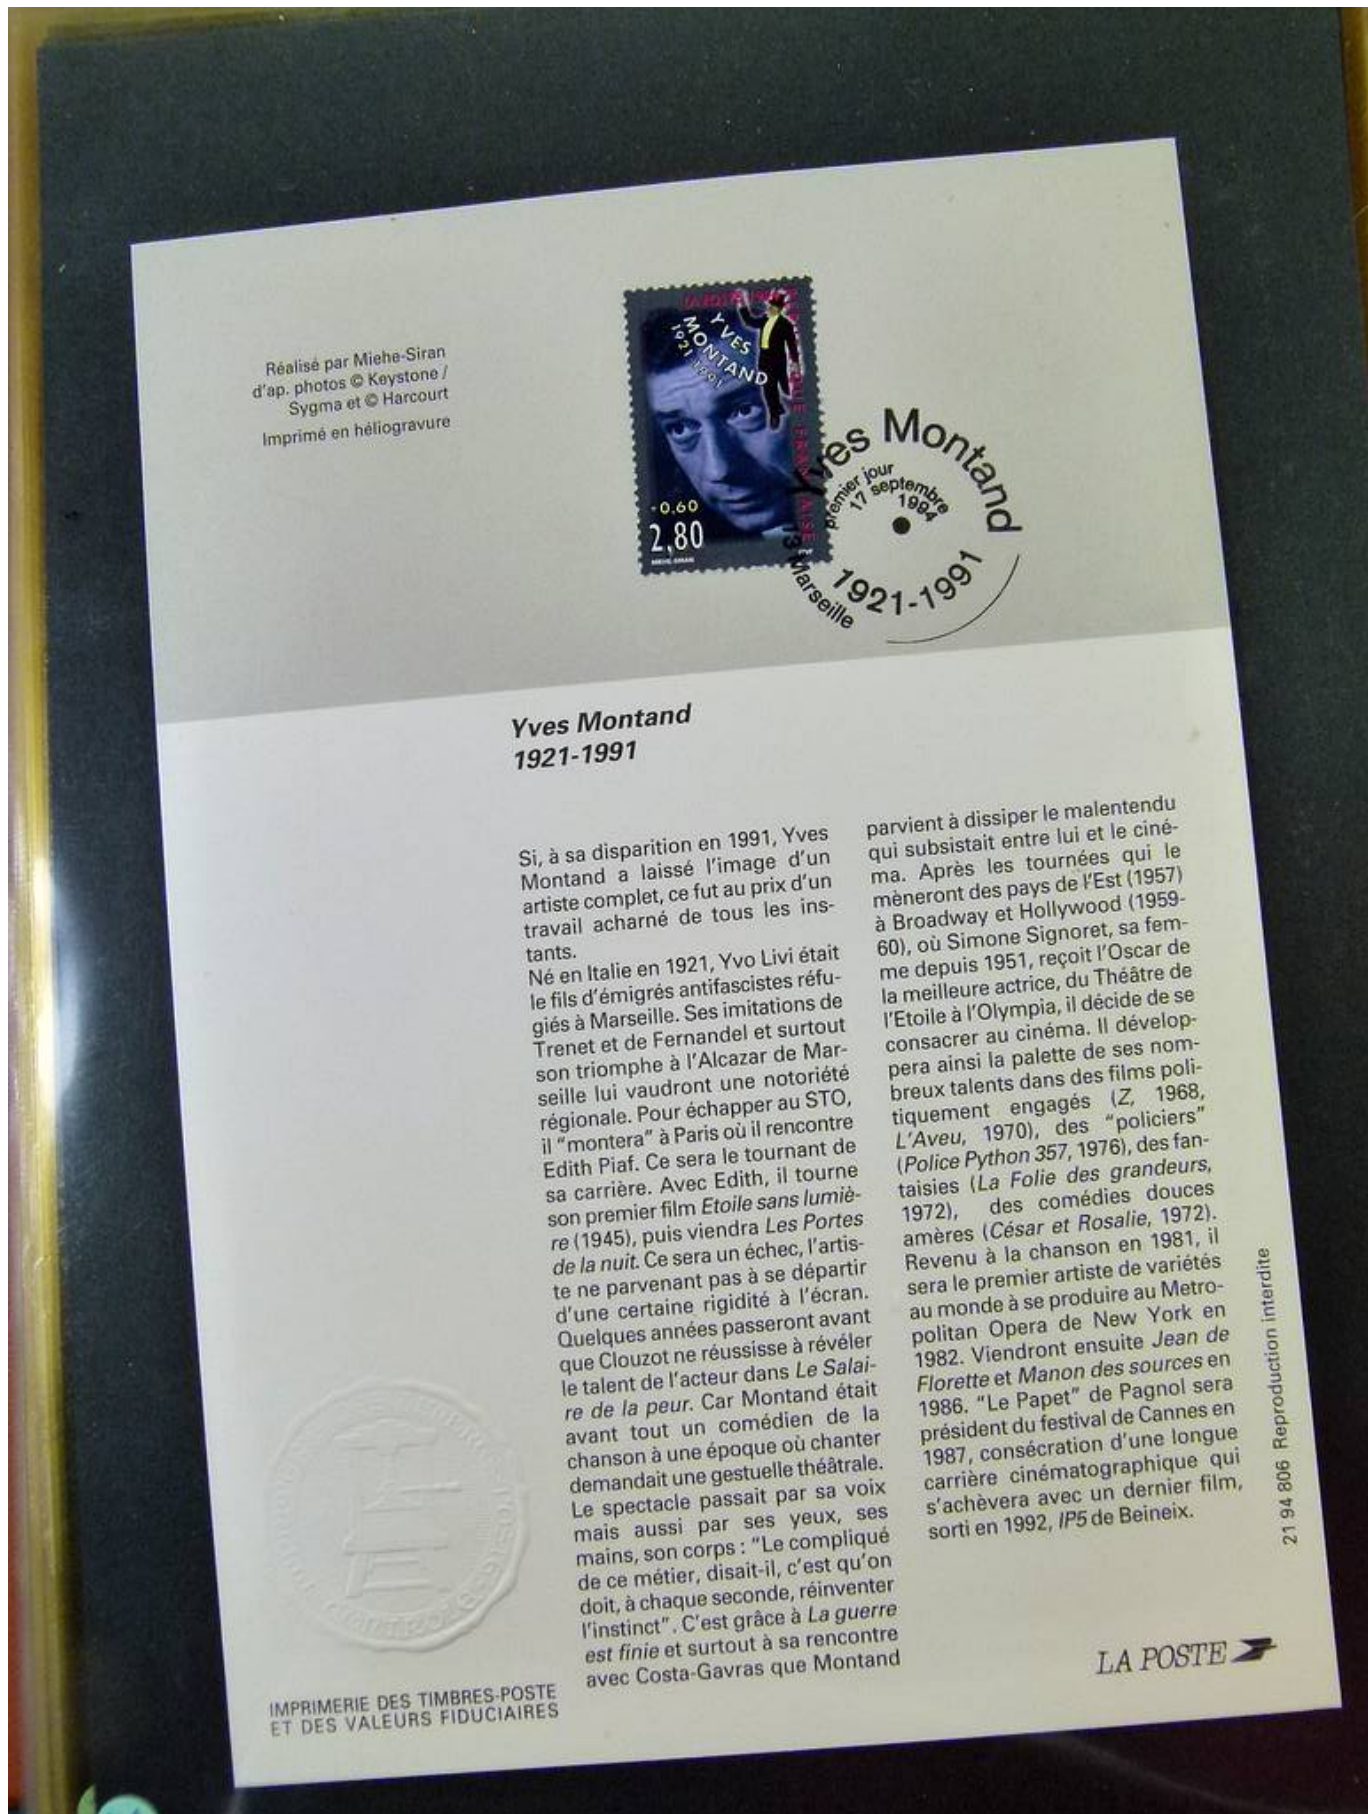 Réalisé par Miehe-Siran
d'ap. photos © Keystone /
Sygma et © Harcourt
Imprimé en héliogravure
LA POSTE 1994
RÉPUBLIQUE FRANÇAISE
YVES
MONTAND
1921 1991
+0,60
2,80
MIEHE-SIRAN
Yves Montand
premier jour
17 septembre
1994
1921-1991
13 Marseille
Yves Montand
1921-1991
Si, à sa disparition en 1991, Yves
Montand a laissé l'image d'un
artiste complet, ce fut au prix d'un
travail acharné de tous les ins-
tants.
Né en Italie en 1921, Yvo Livi était
le fils d'émigrés antifascistes réfu-
giés à Marseille. Ses imitations de
Trenet et de Fernandel et surtout
son triomphe à l'Alcazar de Mar-
seille lui vaudront une notoriété
régionale. Pour échapper au STO,
il "montera" à Paris où il rencontre
Edith Piaf. Ce sera le tournant de
sa carrière. Avec Edith, il tourne
son premier film Etoile sans lumiè-
re (1945), puis viendra Les Portes
de la nuit. Ce sera un échec, l'artis-
te ne parvenant pas à se départir
d'une certaine rigidité à l'écran.
Quelques années passeront avant
que Clouzot ne réussisse à révéler
le talent de l'acteur dans Le Salai-
re de la peur. Car Montand était
avant tout un comédien de la
chanson à une époque où chanter
demandait une gestuelle théâtrale.
Le spectacle passait par sa voix
mais aussi par ses yeux, ses
mains, son corps : "Le compliqué
de ce métier, disait-il, c'est qu'on
doit, à chaque seconde, réinventer
l'instinct". C'est grâce à La guerre
est finie et surtout à sa rencontre
avec Costa-Gavras que Montand
parvient à dissiper le malentendu
qui subsistait entre lui et le ciné-
ma. Après les tournées qui le
mèneront des pays de l'Est (1957)
à Broadway et Hollywood (1959-
60), où Simone Signoret, sa fem-
me depuis 1951, reçoit l'Oscar de
la meilleure actrice, du Théâtre de
l'Etoile à l'Olympia, il décide de se
consacrer au cinéma. Il dévelop-
pera ainsi la palette de ses nom-
breux talents dans des films poli-
tiquement engagés (Z, 1968,
L'Aveu, 1970), des "policiers"
(Police Python 357, 1976), des fan-
taisies (La Folie des grandeurs,
1972), des comédies douces
amères (César et Rosalie, 1972).
Revenu à la chanson en 1981, il
sera le premier artiste de variétés
au monde à se produire au Metro-
politan Opera de New York en
1982. Viendront ensuite Jean de
Florette et Manon des sources en
1986. "Le Papet" de Pagnol sera
président du festival de Cannes en
1987, consécration d'une longue
carrière cinématographique qui
s'achèvera avec un dernier film,
sorti en 1992, IP5 de Beineix.
21 94 806 Reproduction interdite
IMPRIMERIE DES TIMBRES-POSTE
ET DES VALEURS FIDUCIAIRES
LA POSTE